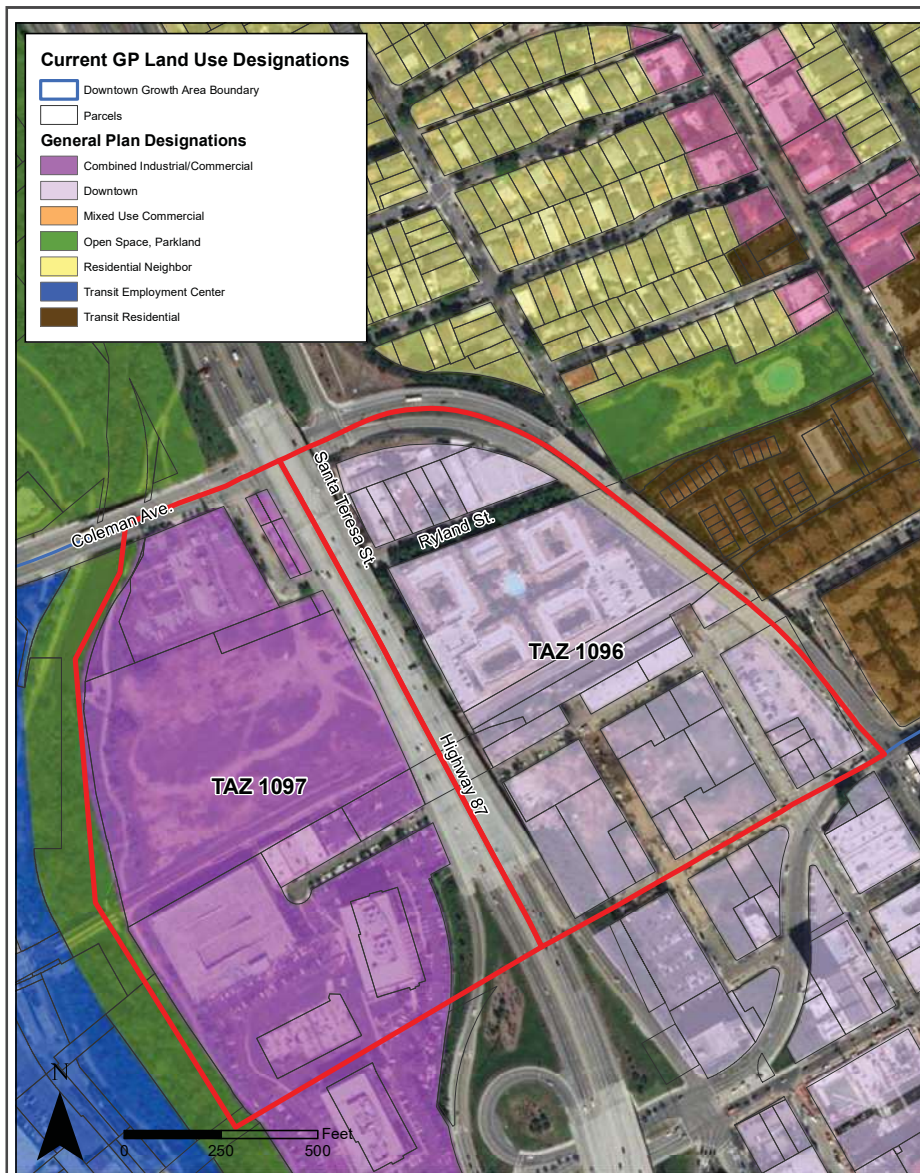 Current GP Land Use Designations
Downtown Growth Area Boundary
Parcels
General Plan Designations
Combined Industrial/Commercial
Downtown
Mixed Use Commercial
Open Space, Parkland
Residential Neighbor
Transit Employment Center
Transit Residential
Coleman Ave.
Santa Teresa St.
Ryland St.
TAZ 1096
Highway 87
TAZ 1097
N
Feet
0 250 500